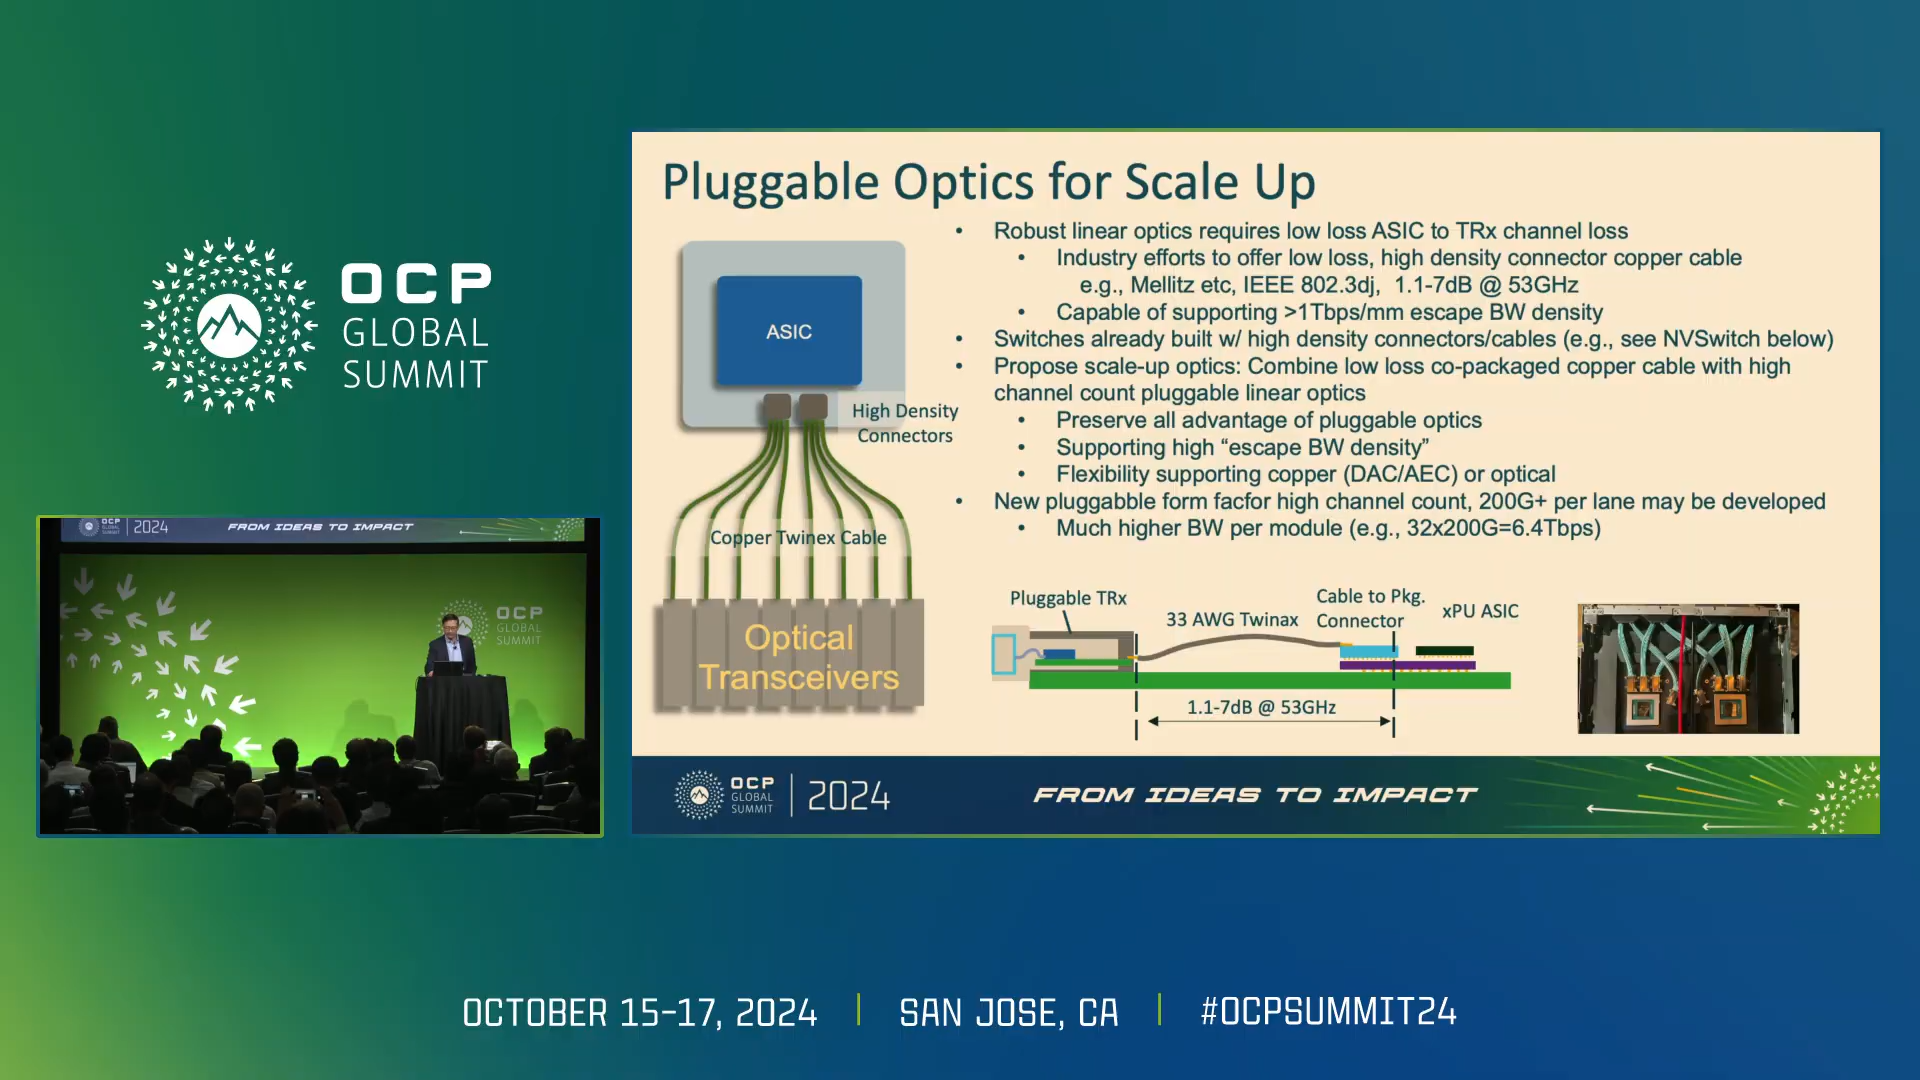 OCP
GLOBAL
SUMMIT
OCP
2024
FROM IDEAS TO IMPACT
OCP
GLOBAL
SUMMIT
Pluggable Optics for Scale Up
• Robust linear optics requires low loss ASIC to TRx channel loss
• Industry efforts to offer low loss, high density connector copper cable
e.g., Mellitz etc, IEEE 802.3dj, 1.1-7dB @ 53GHz
• Capable of supporting >1Tbps/mm escape BW density
• Switches already built w/ high density connectors/cables (e.g., see NVSwitch below)
• Propose scale-up optics: Combine low loss co-packaged copper cable with high
channel count pluggable linear optics
• Preserve all advantage of pluggable optics
• Supporting high “escape BW density”
• Flexibility supporting copper (DAC/AEC) or optical
• New pluggabble form facfor high channel count, 200G+ per lane may be developed
• Much higher BW per module (e.g., 32x200G=6.4Tbps)
ASIC
High Density
Connectors
Copper Twinex Cable
Optical
Transceivers
Pluggable TRx
33 AWG Twinax
Cable to Pkg.
Connector
xPU ASIC
1.1-7dB @ 53GHz
OCP
GLOBAL
SUMMIT
2024
FROM IDEAS TO IMPACT
OCTOBER 15-17, 2024 | SAN JOSE, CA | #OCPSUMMIT24